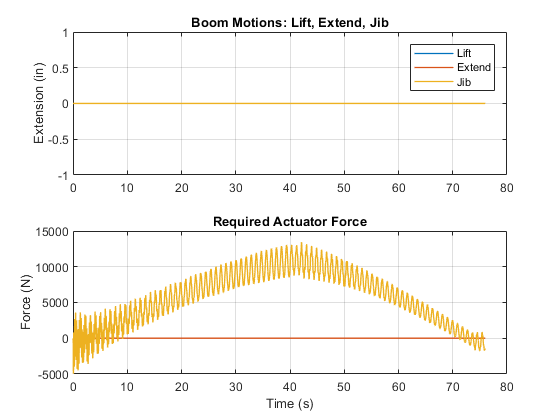 Boom Motions: Lift, Extend, Jib
Extension (in)
1
0.5
0
-0.5
-1
0 10 20 30 40 50 60 70 80
Lift
Extend
Jib
Required Actuator Force
Force (N)
15000
10000
5000
0
-5000
0 10 20 30 40 50 60 70 80
Time (s)